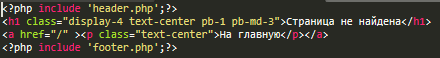 <?php include 'header.php';?>
<h1 class="display-4 text-center pb-1 pb-md-3">Страница не найдена</h1>
<a href="/" ><p class="text-center">На главную</p></a>
<?php include 'footer.php';?>